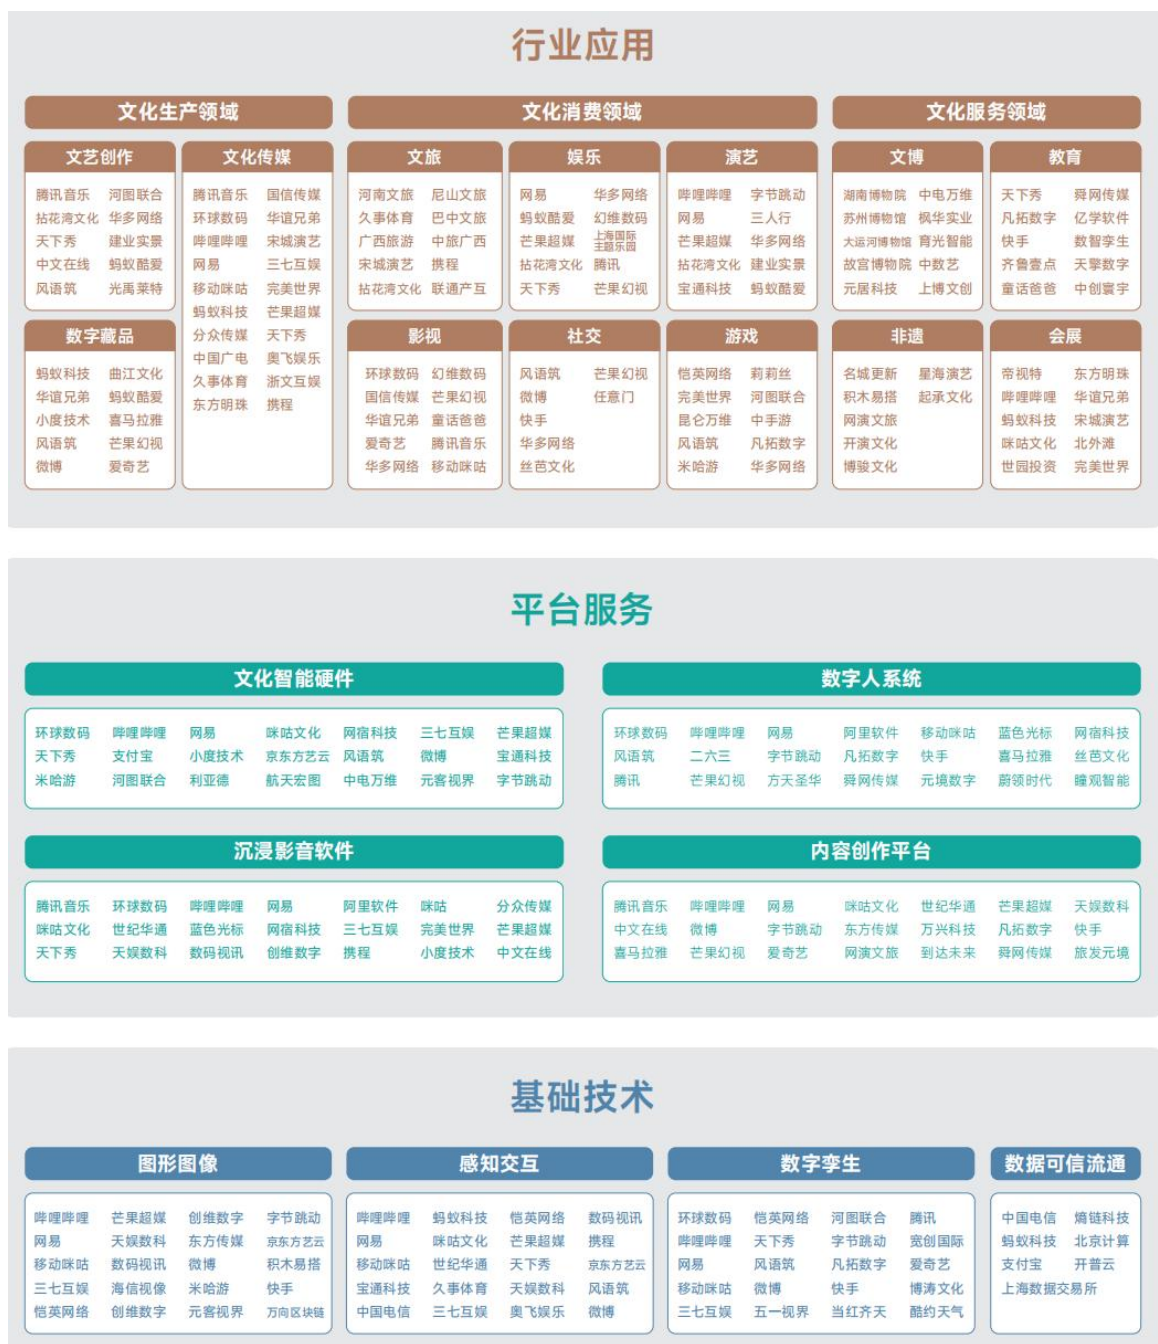 行业应用
文化生产领域
文艺创作
腾讯音乐 河图联合
拈花湾文化 华多网络
天下秀 建业实景
中文在线 蚂蚁酷爱
风语筑 光禹莱特
数字藏品
蚂蚁科技 曲江文化
华谊兄弟 蚂蚁酷爱
小度技术 喜马拉雅
风语筑 芒果幻视
微博 爱奇艺
文化传媒
腾讯音乐 国信传媒
环球数码 华谊兄弟
哔哩哔哩 宋城演艺
网易 三七互娱
移动咪咕 完美世界
蚂蚁科技 芒果超媒
分众传媒 天下秀
中国广电 奥飞娱乐
久事体育 浙文互娱
东方明珠 携程
文化消费领域
文旅
河南文旅 尼山文旅
久事体育 巴中文旅
广西旅游 中旅广西
宋城演艺 携程
拈花湾文化 联通产互
娱乐
网易 华多网络
蚂蚁酷爱 幻维数码
芒果超媒 上海国际主题乐园
拈花湾文化 腾讯
天下秀 芒果幻视
演艺
哔哩哔哩 字节跳动
网易 三人行
芒果超媒 华多网络
拈花湾文化 建业实景
宝通科技 蚂蚁酷爱
影视
环球数码 幻维数码
国信传媒 芒果幻视
华谊兄弟 童话爸爸
爱奇艺 腾讯音乐
华多网络 移动咪咕
社交
风语筑 芒果幻视
微博 任意门
快手
华多网络
丝芭文化
游戏
恺英网络 莉莉丝
完美世界 河图联合
昆仑万维 中手游
风语筑 凡拓数字
米哈游 华多网络
文化服务领域
文博
湖南博物院 中电万维
苏州博物馆 枫华实业
大运河博物馆 育光智能
故宫博物院 中数艺
元居科技 上博文创
教育
天下秀 舜网传媒
凡拓数字 亿学软件
快手 数智孪生
齐鲁壹点 天擎数字
童话爸爸 中创寰宇
非遗
名城更新 星海演艺
积木易搭 起承文化
网演文旅
开演文化
博骏文化
会展
帝视特 东方明珠
哔哩哔哩 华谊兄弟
蚂蚁科技 宋城演艺
咪咕文化 北外滩
世园投资 完美世界
平台服务
文化智能硬件
环球数码 哔哩哔哩 网易 咪咕文化 网宿科技 三七互娱 芒果超媒
天下秀 支付宝 小度技术 京东方艺云 风语筑 微博 宝通科技
米哈游 河图联合 利亚德 航天宏图 中电万维 元客视界 字节跳动
数字人系统
环球数码 哔哩哔哩 网易 阿里软件 移动咪咕 蓝色光标 网宿科技
风语筑 二六三 字节跳动 凡拓数字 快手 喜马拉雅 丝芭文化
腾讯 芒果幻视 方天圣华 舜网传媒 元境数字 蔚领时代 瞳观智能
沉浸影音软件
腾讯音乐 环球数码 哔哩哔哩 网易 阿里软件 咪咕 分众传媒
咪咕文化 世纪华通 蓝色光标 网宿科技 三七互娱 完美世界 芒果超媒
天下秀 天娱数科 数码视讯 创维数字 携程 小度技术 中文在线
内容创作平台
腾讯音乐 哔哩哔哩 网易 咪咕文化 世纪华通 芒果超媒 天娱数科
中文在线 微博 字节跳动 东方传媒 万兴科技 凡拓数字 快手
喜马拉雅 芒果幻视 爱奇艺 网演文旅 到达未来 舜网传媒 旅发元境
基础技术
图形图像
哔哩哔哩 芒果超媒 创维数字 字节跳动
网易 天娱数科 东方传媒 京东方艺云
移动咪咕 数码视讯 微博 积木易搭
三七互娱 海信视像 米哈游 快手
恺英网络 创维数字 元客视界 万向区块链
感知交互
哔哩哔哩 蚂蚁科技 恺英网络 数码视讯
网易 咪咕文化 芒果超媒 携程
移动咪咕 世纪华通 天下秀 京东方艺云
宝通科技 久事体育 天娱数科 风语筑
中国电信 三七互娱 奥飞娱乐 微博
数字孪生
环球数码 恺英网络 河图联合 腾讯
哔哩哔哩 天下秀 字节跳动 宽创国际
网易 风语筑 凡拓数字 爱奇艺
移动咪咕 微博 快手 博涛文化
三七互娱 五一视界 当红齐天 酷约天气
数据可信流通
中国电信 熵链科技
蚂蚁科技 北京计算
支付宝 开普云
上海数据交易所